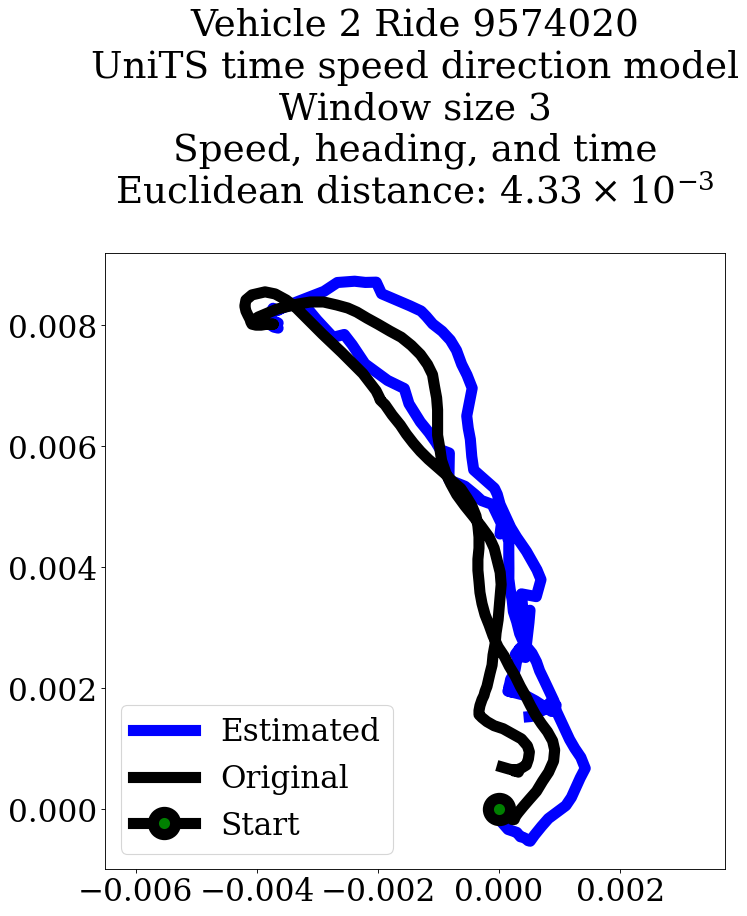 Vehicle 2 Ride 9574020
UniTS time speed direction model
Window size 3
Speed, heading, and time
Euclidean distance: 4.33 × 10⁻³
0.008
0.006
0.004
0.002
0.000
Estimated
Original
Start
−0.006 −0.004 −0.002 0.000 0.002